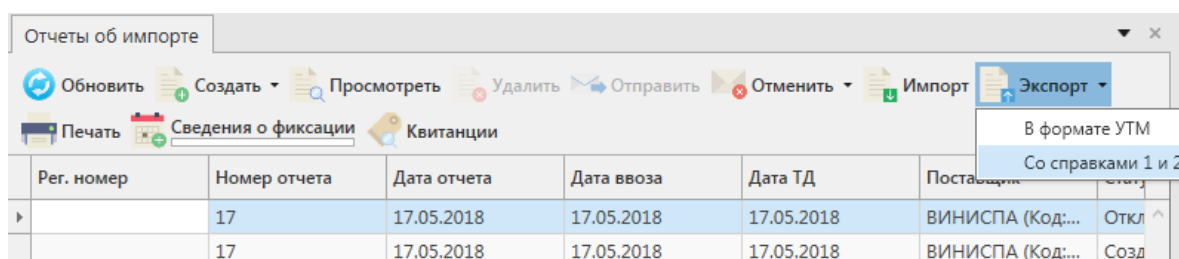 Отчеты об импорте
Обновить Создать Просмотреть Удалить Отправить Отменить Импорт Экспорт
Печать Сведения о фиксации Квитанции
В формате УТМ
Со справками 1 и 2
Рег. номер Номер отчета Дата отчета Дата ввоза Дата ТД
17 17.05.2018 17.05.2018 17.05.2018 ВИНИСПА (Код:... Откл
17 17.05.2018 17.05.2018 17.05.2018 ВИНИСПА (Код:... Созд